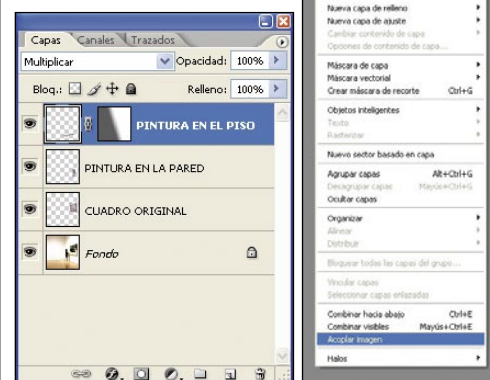 Capas Canales Trazados
Multiplicar Opacidad: 100%
Bloq.: Relleno: 100%
PINTURA EN EL PISO
PINTURA EN LA PARED
CUADRO ORIGINAL
Fondo
Nueva capa de relleno
Nueva capa de ajuste
Cambiar contenido de capa
Opciones de contenido de capa...
Máscara de capa
Máscara vectorial
Crear máscara de recorte Ctrl+G
Objetos inteligentes
Texto
Rasterizar
Nuevo sector basado en capa
Agrupar capas Alt+Ctrl+G
Desagrupar capas Mayús+Ctrl+G
Ocultar capas
Organizar
Alinear
Distribuir
Bloquear todas las capas del grupo...
Vincular capas
Seleccionar capas enlazadas
Combinar hacia abajo Ctrl+E
Combinar visibles Mayús+Ctrl+E
Acoplar imagen
Halos